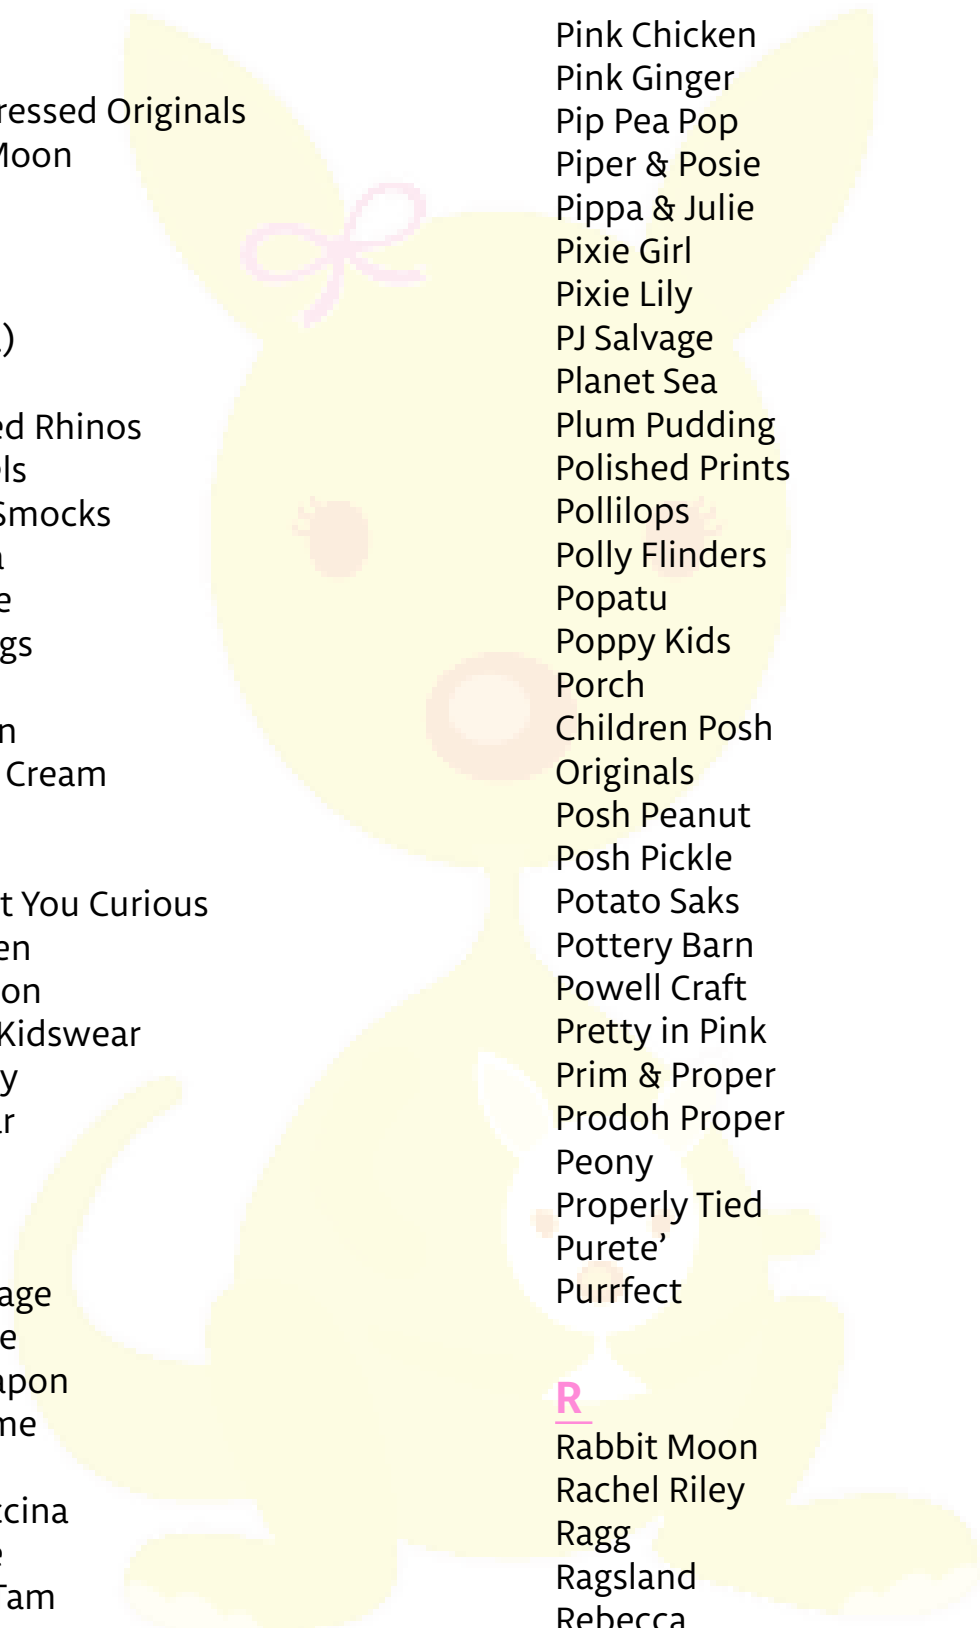 ressed Originals
Moon
)
ed Rhinos
ls
Smocks
a
e
gs
n
Cream
t You Curious
en
on
Kidswear
y
ar
age
e
apon
me
ccina
e
Tam
Pink Chicken
Pink Ginger
Pip Pea Pop
Piper & Posie
Pippa & Julie
Pixie Girl
Pixie Lily
PJ Salvage
Planet Sea
Plum Pudding
Polished Prints
Pollilops
Polly Flinders
Popatu
Poppy Kids
Porch
Children Posh
Originals
Posh Peanut
Posh Pickle
Potato Saks
Pottery Barn
Powell Craft
Pretty in Pink
Prim & Proper
Prodoh Proper
Peony
Properly Tied
Purete’
Purrfect
R
Rabbit Moon
Rachel Riley
Ragg
Ragsland
Rebecca